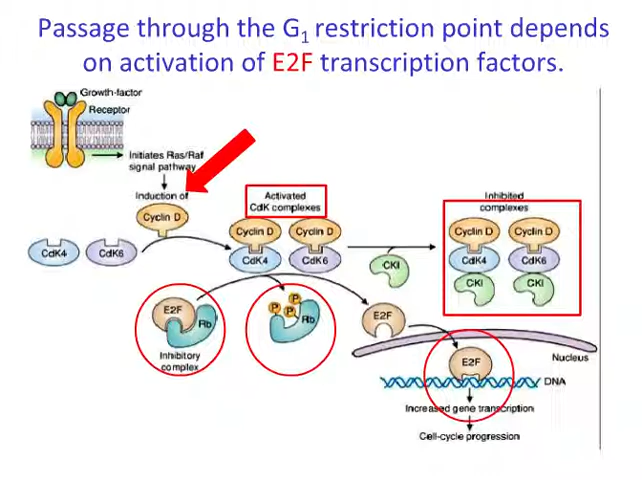 Passage through the G1 restriction point depends
on activation of E2F transcription factors.
Growth-factor
Receptor
Initiates Ras/Raf
signal pathway
Induction of
Cyclin D
CdK4
CdK6
Activated
CdK complexes
Cyclin D
Cyclin D
CdK4
CdK6
CKI
Inhibited
complexes
Cyclin D
Cyclin D
CdK4
CdK6
CKI
CKI
E2F
Rb
Inhibitory
complex
P
P
P
Rb
E2F
Nucleus
E2F
DNA
Increased gene transcription
Cell-cycle progression